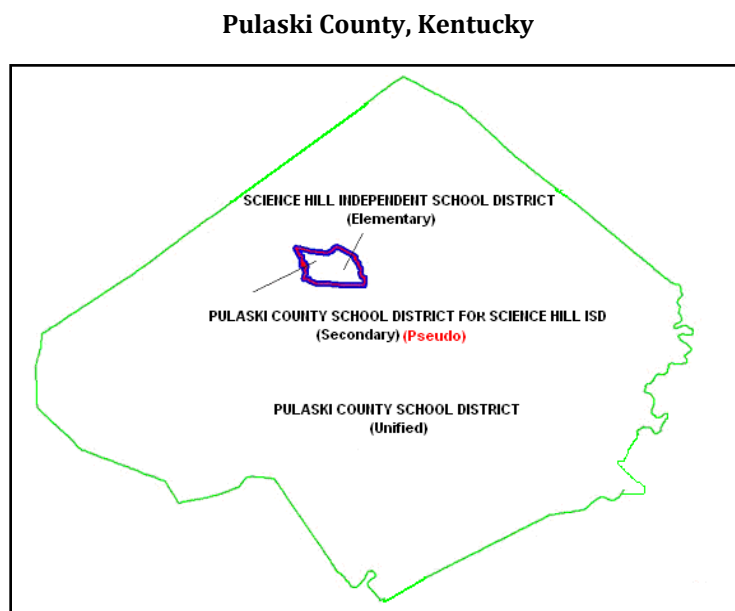 Pulaski County, Kentucky
SCIENCE HILL INDEPENDENT SCHOOL DISTRICT
(Elementary)
PULASKI COUNTY SCHOOL DISTRICT FOR SCIENCE HILL ISD
(Secondary) (Pseudo)
PULASKI COUNTY SCHOOL DISTRICT
(Unified)